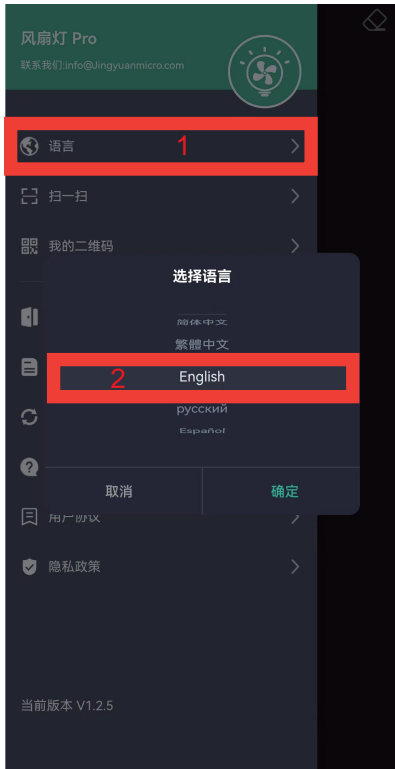 风扇灯 Pro
联系我们:info@Jingyuanmicro.com
语言
1
扫一扫
我的二维码
选择语言
简体中文
繁體中文
2
English
русский
Español
取消
确定
用户协议
隐私政策
当前版本 V1.2.5